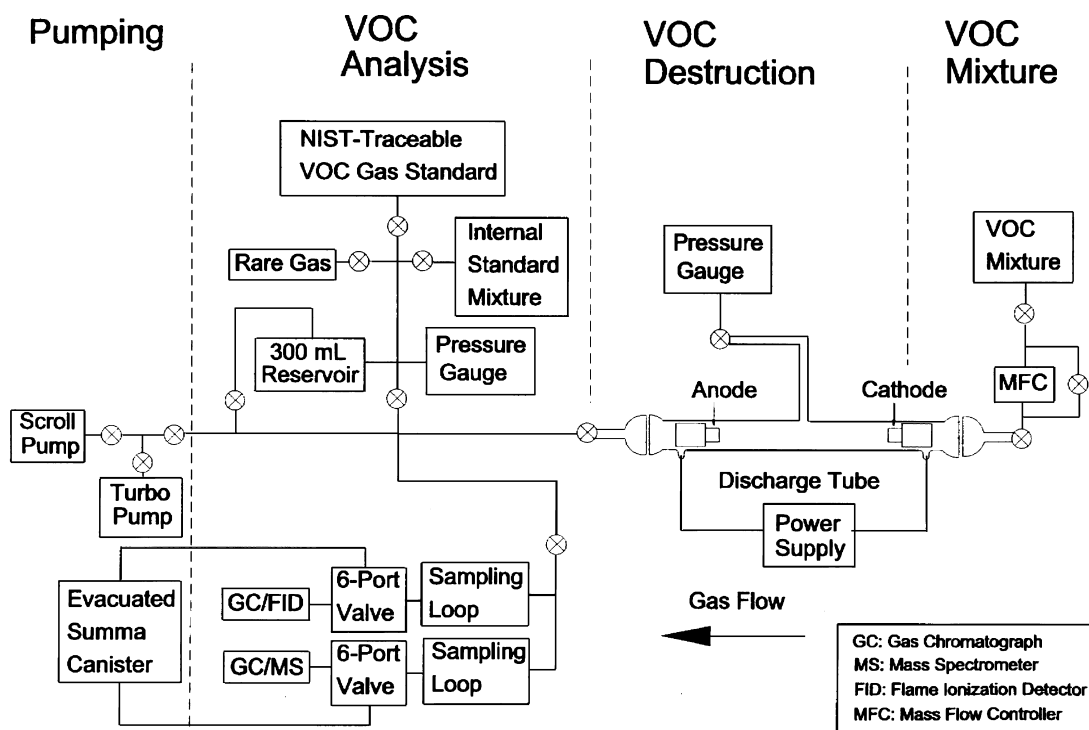 Pumping
VOC
Analysis
VOC
Destruction
VOC
Mixture
NIST-Traceable
VOC Gas Standard
Rare Gas
Internal
Standard
Mixture
300 mL
Reservoir
Pressure
Gauge
Pressure
Gauge
VOC
Mixture
MFC
Anode
Cathode
Scroll
Pump
Turbo
Pump
Discharge Tube
Power
Supply
Evacuated
Summa
Canister
GC/FID
6-Port
Valve
Sampling
Loop
GC/MS
6-Port
Valve
Sampling
Loop
Gas Flow
GC: Gas Chromatograph
MS: Mass Spectrometer
FID: Flame Ionization Detector
MFC: Mass Flow Controller